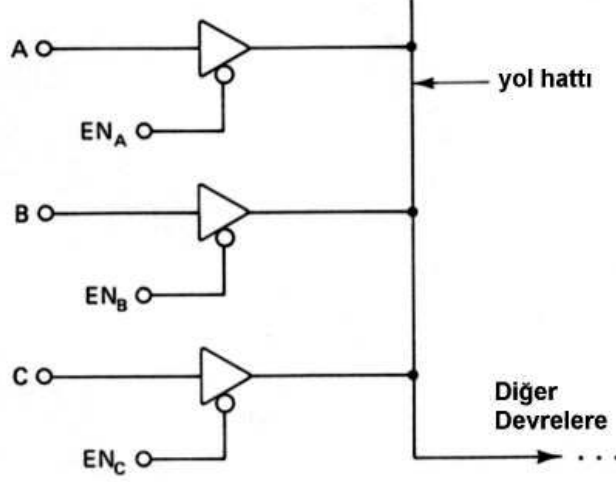 A
yol hattı
EN_A
B
EN_B
C
Diğer
Devrelere
EN_C